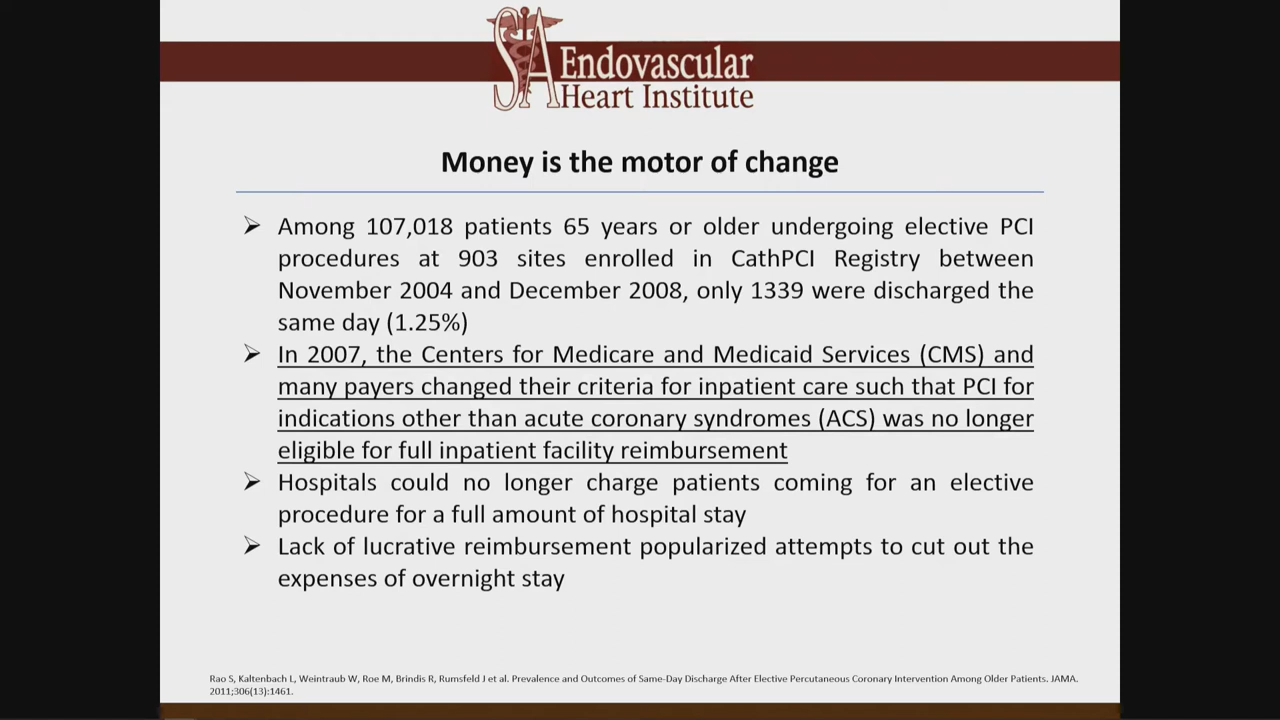 SA Endovascular
Heart Institute
Money is the motor of change
➢ Among 107,018 patients 65 years or older undergoing elective PCI
procedures at 903 sites enrolled in CathPCI Registry between
November 2004 and December 2008, only 1339 were discharged the
same day (1.25%)
➢ In 2007, the Centers for Medicare and Medicaid Services (CMS) and
many payers changed their criteria for inpatient care such that PCI for
indications other than acute coronary syndromes (ACS) was no longer
eligible for full inpatient facility reimbursement
➢ Hospitals could no longer charge patients coming for an elective
procedure for a full amount of hospital stay
➢ Lack of lucrative reimbursement popularized attempts to cut out the
expenses of overnight stay
Rao S, Kaltenbach L, Weintraub W, Roe M, Brindis R, Rumsfeld J et al. Prevalence and Outcomes of Same-Day Discharge After Elective Percutaneous Coronary Intervention Among Older Patients. JAMA.
2011;306(13):1461.